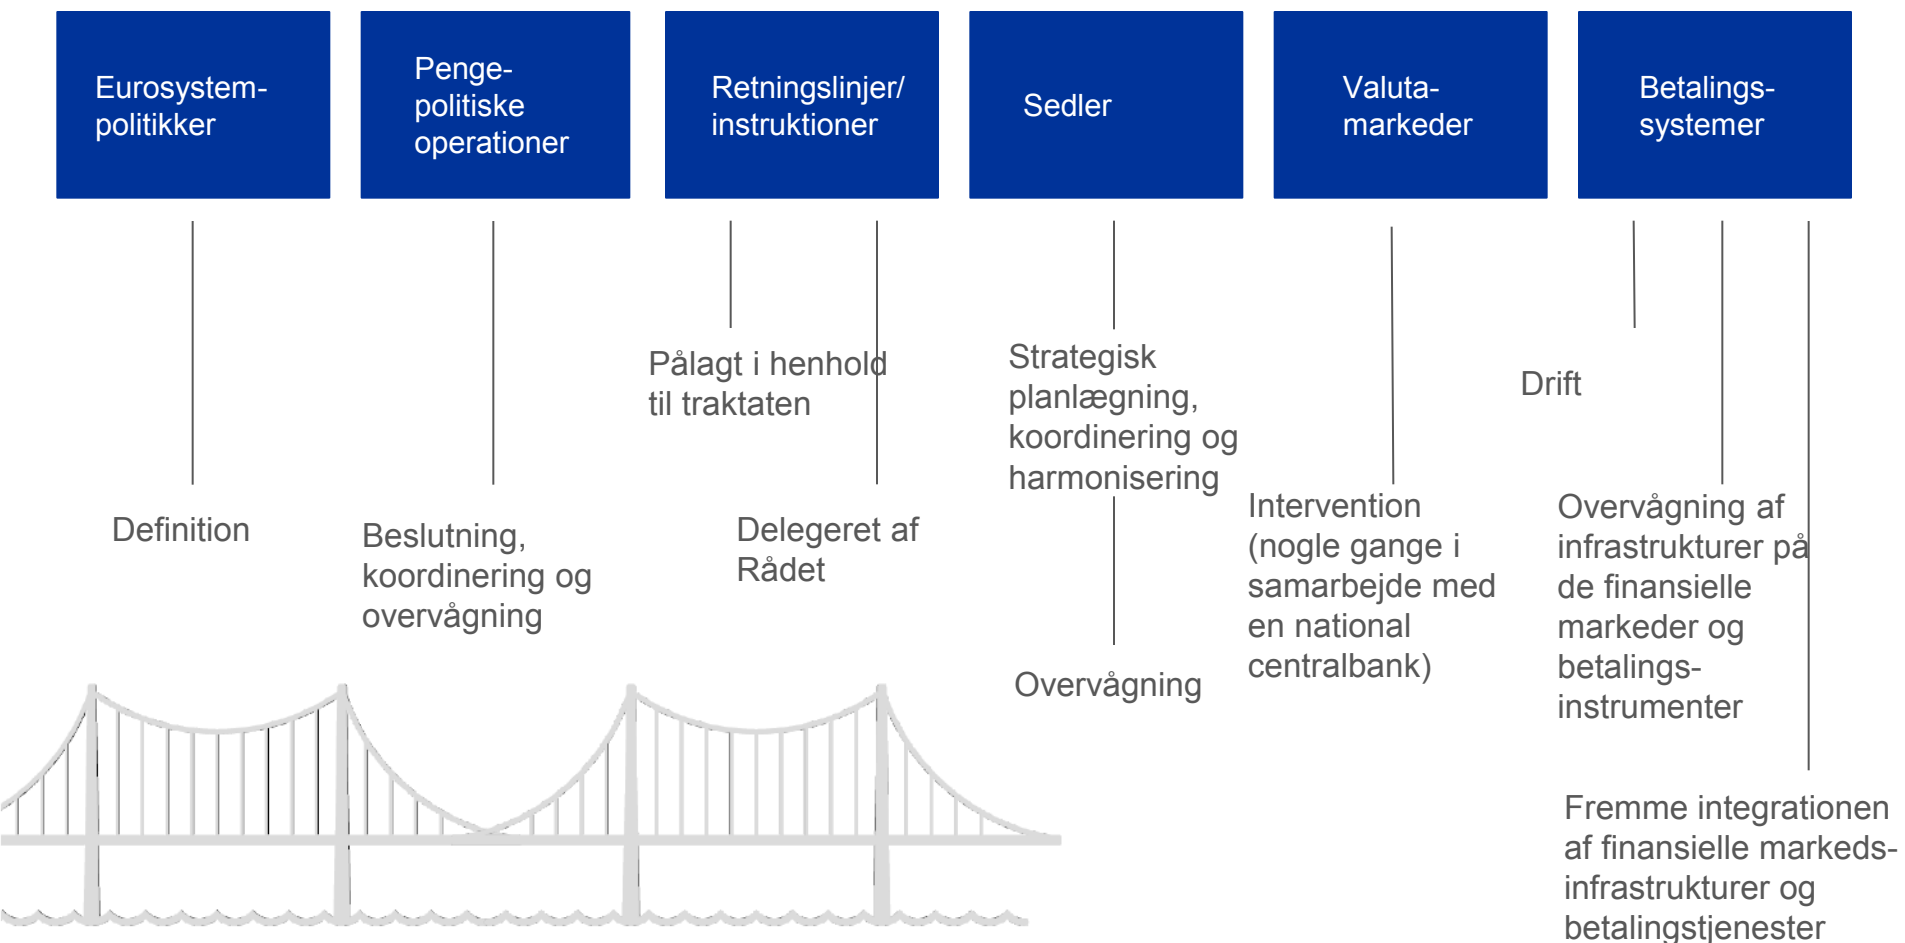 Eurosystem-
politikker
Penge-
politiske
operationer
Retningslinjer/
instruktioner
Sedler
Valuta-
markeder
Betalings-
systemer
Definition
Beslutning,
koordinering og
overvågning
Pålagt i henhold
til traktaten
Delegeret af
Rådet
Strategisk
planlægning,
koordinering og
harmonisering
Overvågning
Intervention
(nogle gange i
samarbejde med
en national
centralbank)
Drift
Overvågning af
infrastrukturer på
de finansielle
markeder og
betalings-
instrumenter
Fremme integrationen
af finansielle markeds-
infrastrukturer og
betalingstjenester